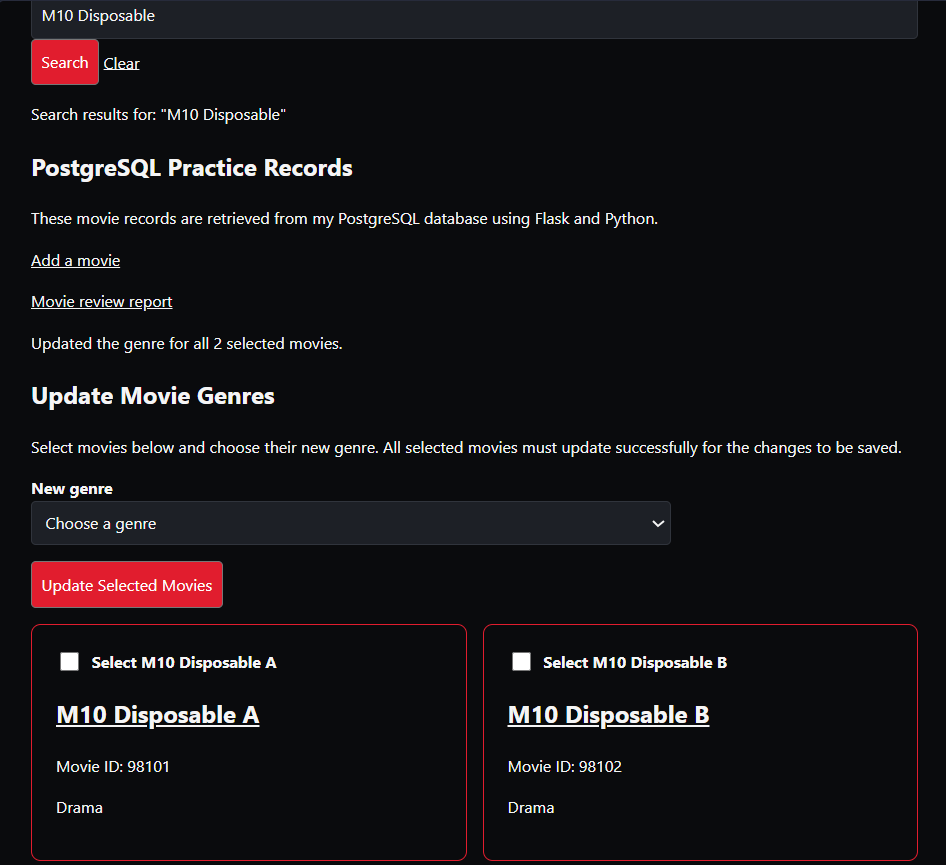 M10 Disposable
Search Clear
Search results for: "M10 Disposable"
PostgreSQL Practice Records
These movie records are retrieved from my PostgreSQL database using Flask and Python.
Add a movie
Movie review report
Updated the genre for all 2 selected movies.
Update Movie Genres
Select movies below and choose their new genre. All selected movies must update successfully for the changes to be saved.
New genre
Choose a genre
Update Selected Movies
Select M10 Disposable A
M10 Disposable A
Movie ID: 98101
Drama
Select M10 Disposable B
M10 Disposable B
Movie ID: 98102
Drama